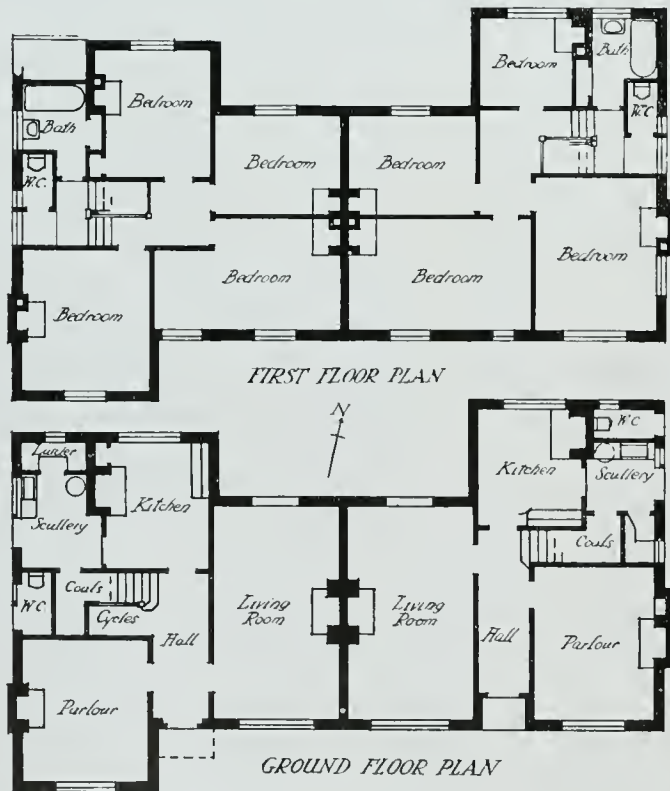 Bedroom
Bath
W.C.
Bedroom
Bedroom
Bedroom
Bedroom
Bath
W.C.
Bedroom
Bedroom
Bedroom
FIRST FLOOR PLAN
N
Larder
Scullery
Kitchen
W.C.
Coals
Cycles
Hall
Living
Room
Parlour
W.C.
Kitchen
Scullery
Coals
Living
Room
Hall
Parlour
GROUND FLOOR PLAN